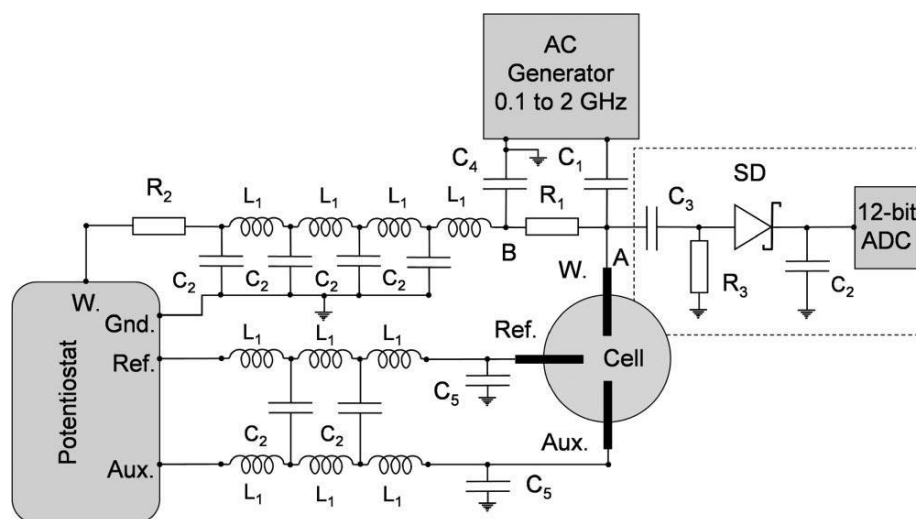 AC
Generator
0.1 to 2 GHz
C4
C1
R2
L1
L1
L1
L1
R1
C3
SD
12-bit
ADC
B
A
W.
C2
C2
C2
C2
R3
C2
W.
Gnd.
Ref.
Aux.
Potentiostat
L1
L1
L1
Ref.
Cell
C5
C2
C2
Aux.
L1
L1
L1
C5